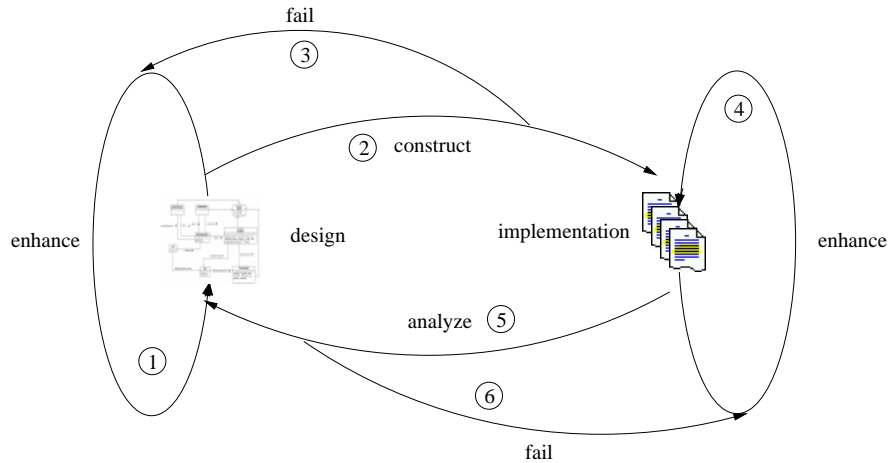 fail
3
4
2 construct
enhance
design
implementation
enhance
analyze 5
1
6
fail